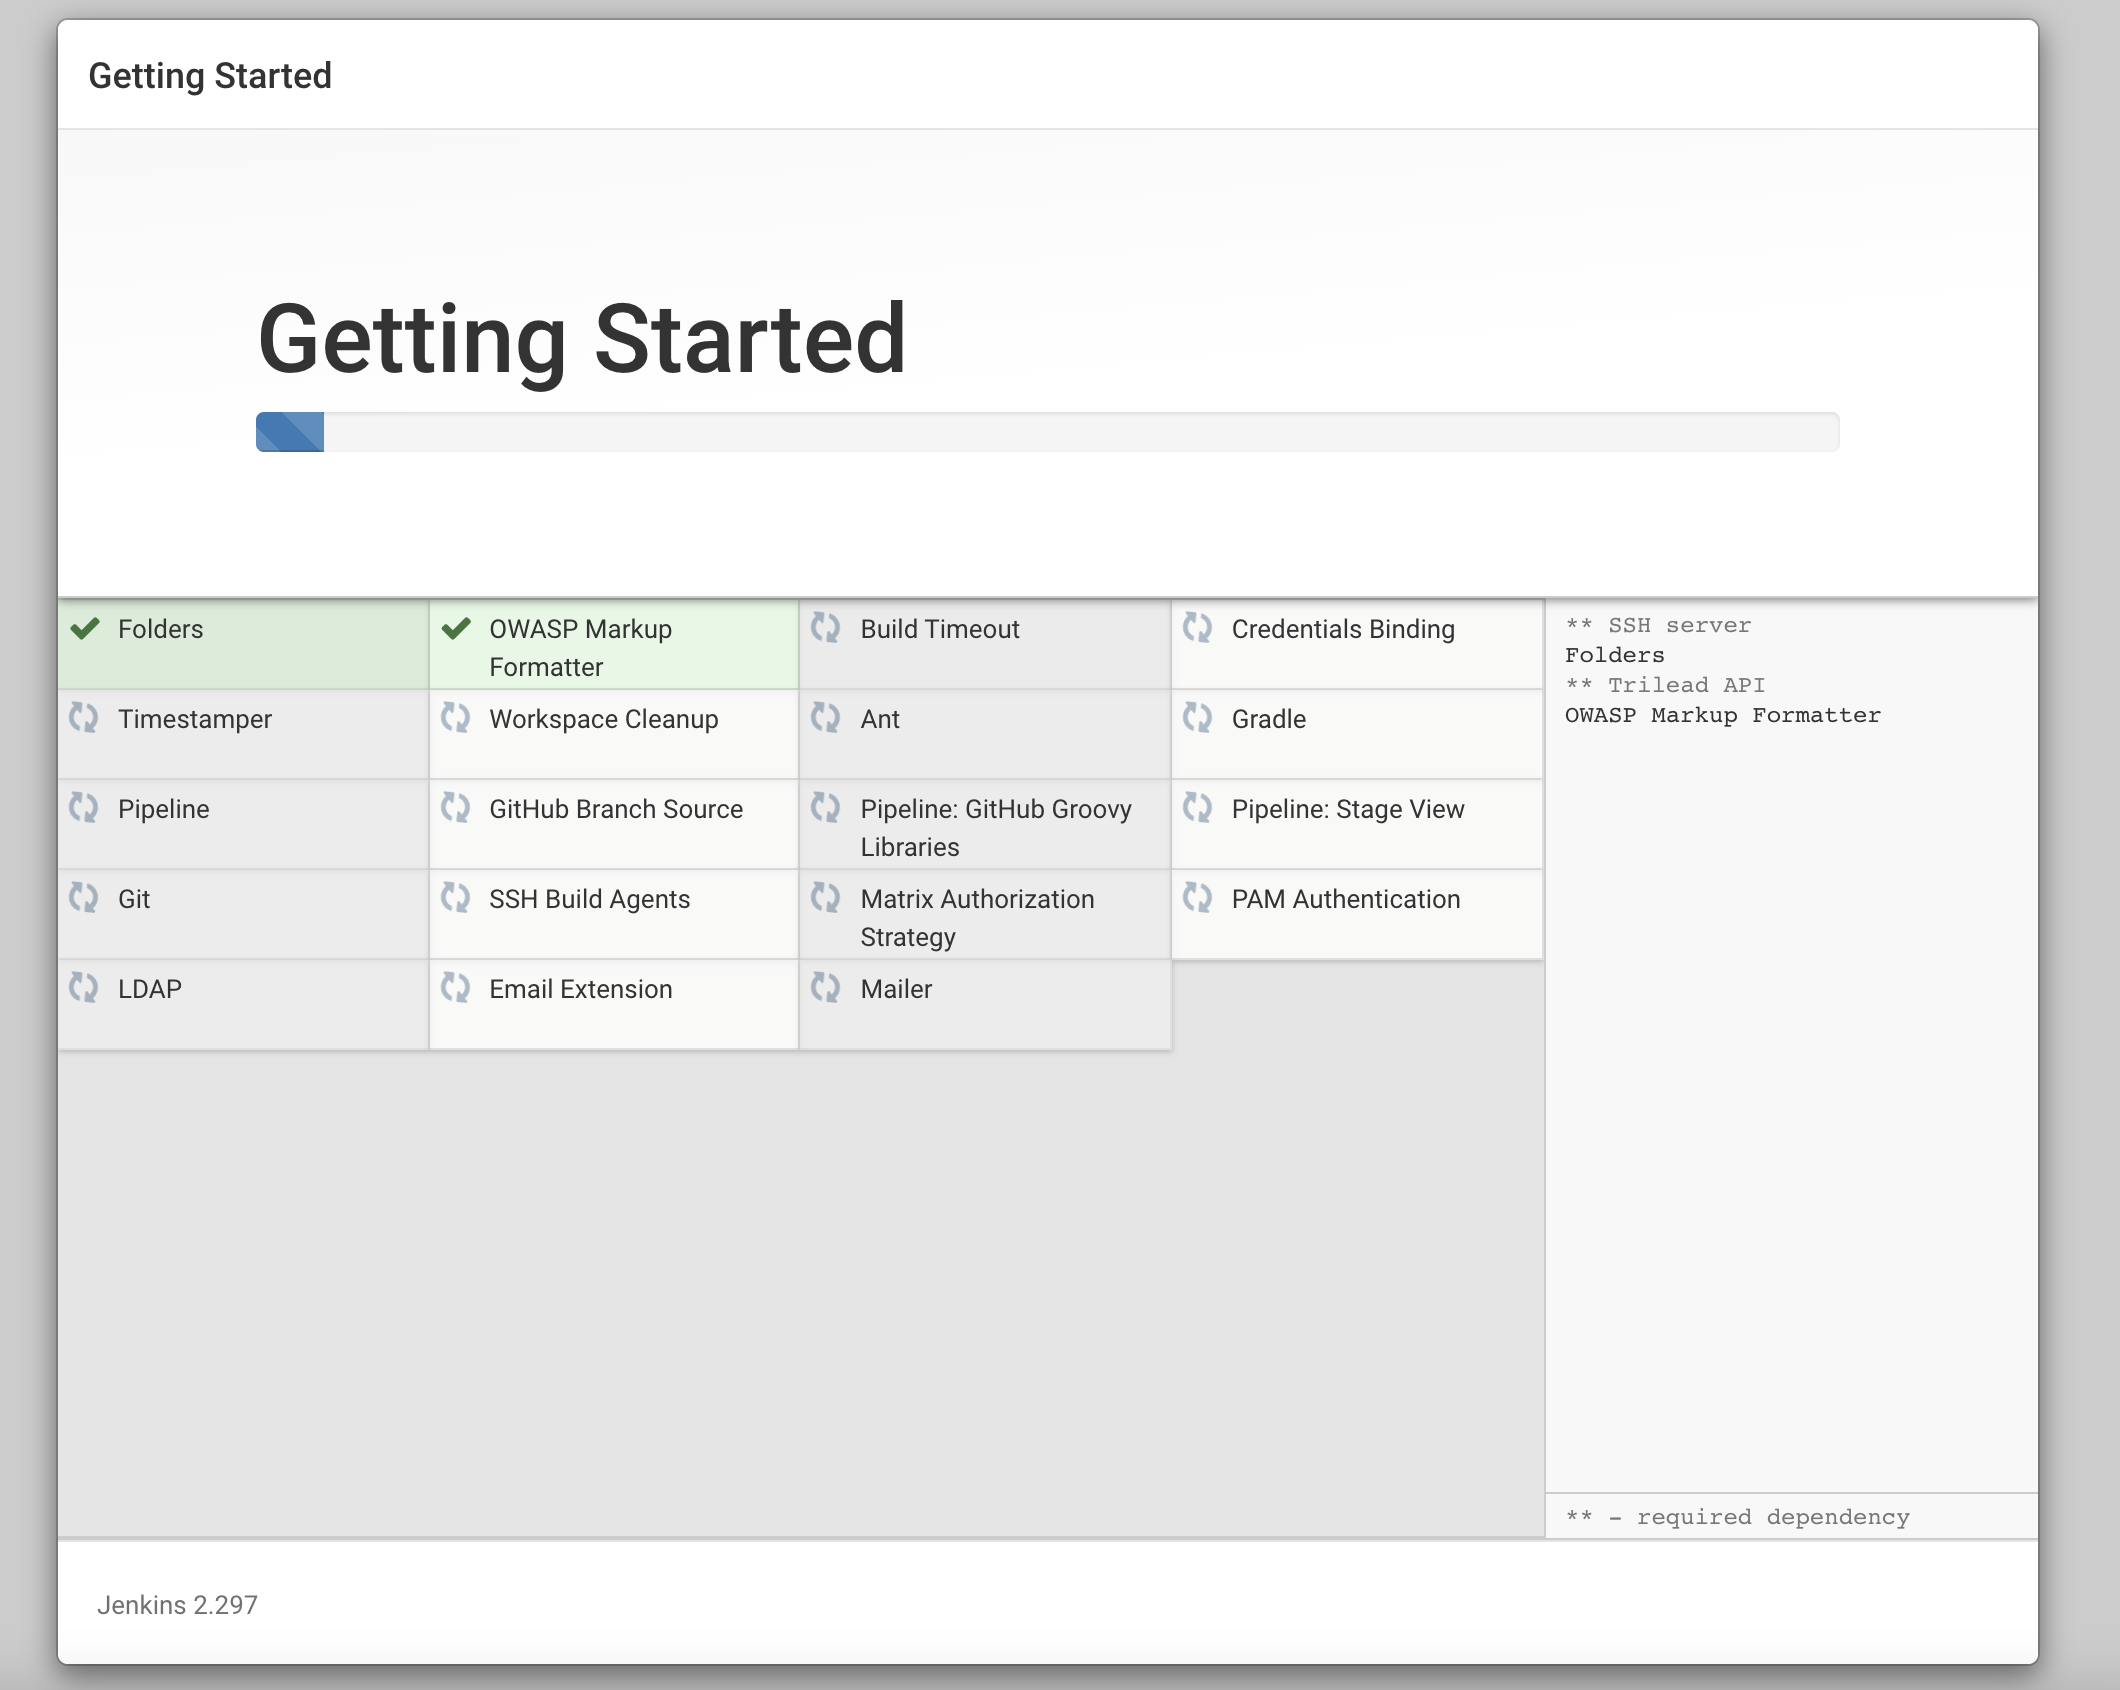 Getting Started
Getting Started
Folders
OWASP Markup
Formatter
Build Timeout
Credentials Binding
Timestamper
Workspace Cleanup
Ant
Gradle
Pipeline
GitHub Branch Source
Pipeline: GitHub Groovy
Libraries
Pipeline: Stage View
Git
SSH Build Agents
Matrix Authorization
Strategy
PAM Authentication
LDAP
Email Extension
Mailer
** SSH server
Folders
** Trilead API
OWASP Markup Formatter
** - required dependency
Jenkins 2.297